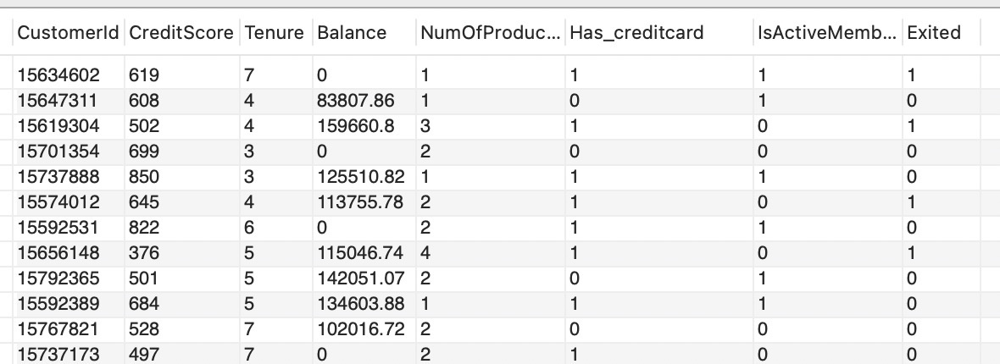 CustomerId CreditScore Tenure Balance NumOfProduc... Has_creditcard IsActiveMemb... Exited
15634602 619 7 0 1 1 1 1
15647311 608 4 83807.86 1 0 1 0
15619304 502 4 159660.8 3 1 0 1
15701354 699 3 0 2 0 0 0
15737888 850 3 125510.82 1 1 1 0
15574012 645 4 113755.78 2 1 0 1
15592531 822 6 0 2 1 1 0
15656148 376 5 115046.74 4 1 0 1
15792365 501 5 142051.07 2 0 1 0
15592389 684 5 134603.88 1 1 1 0
15767821 528 7 102016.72 2 0 0 0
15737173 497 7 0 2 1 0 0